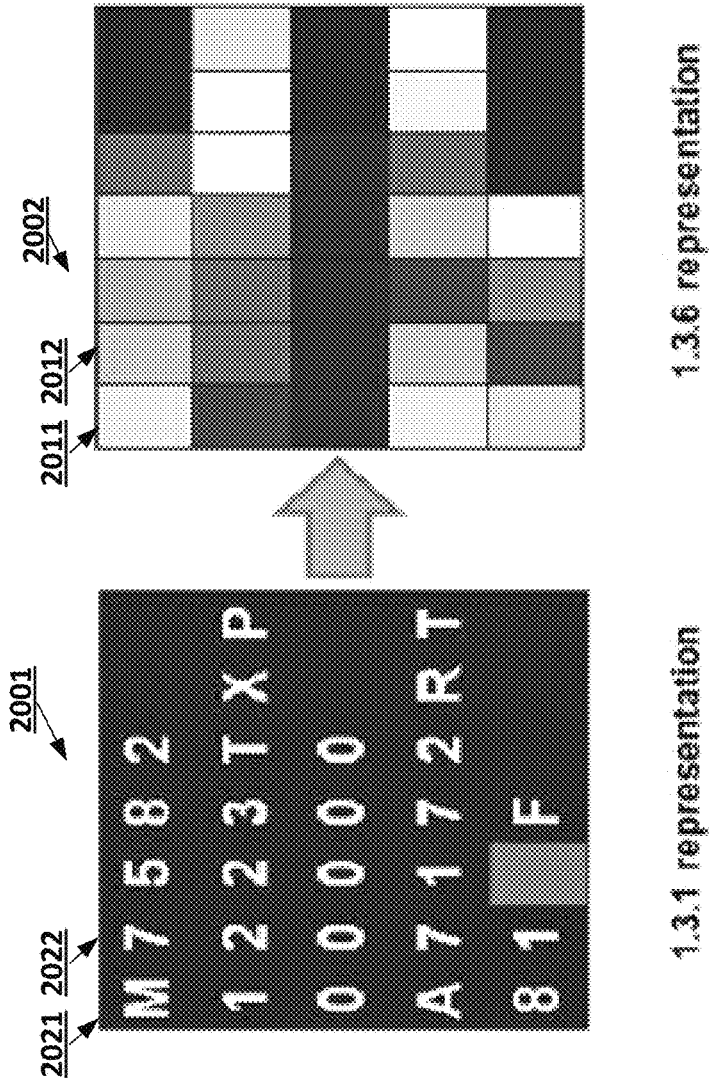 2001
2002
2021 2022
2011 2012
M 7 5 8 2
1 2 2 3 T X P
0 0 0 0 0
A 7 1 7 2 R T
8 1 F
1.3.1 representation
1.3.6 representation